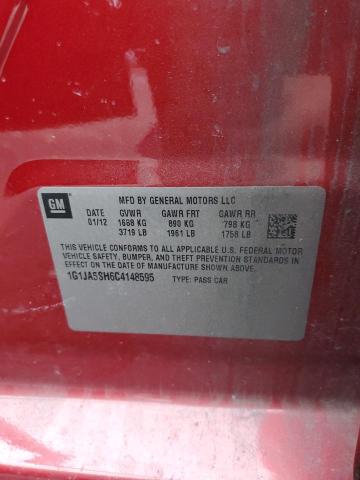 GM
MFD BY GENERAL MOTORS LLC
DATE GVWR GAWR FRT GAWR RR
01/12 1688 KG 890 KG 798 KG
3719 LB 1961 LB 1758 LB
THIS VEHICLE CONFORMS TO ALL APPLICABLE U.S. FEDERAL MOTOR
VEHICLE SAFETY, BUMPER, AND THEFT PREVENTION STANDARDS
IN EFFECT ON THE DATE OF MANUFACTURE SHOWN ABOVE.
1G1JA5SH6C4148595 TYPE: PASS CAR